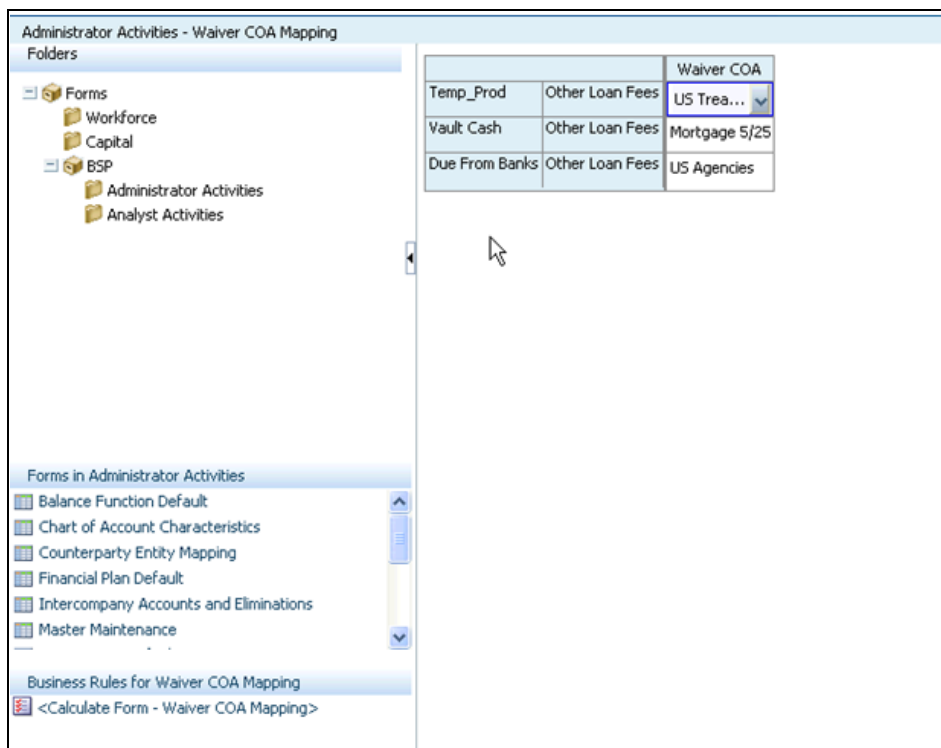 Administrator Activities - Waiver COA Mapping
Folders
Forms
Workforce
Capital
BSP
Administrator Activities
Analyst Activities
Waiver COA
Temp_Prod Other Loan Fees US Trea...
Vault Cash Other Loan Fees Mortgage 5/25
Due From Banks Other Loan Fees US Agencies
Forms in Administrator Activities
Balance Function Default
Chart of Account Characteristics
Counterparty Entity Mapping
Financial Plan Default
Intercompany Accounts and Eliminations
Master Maintenance
Business Rules for Waiver COA Mapping
<Calculate Form - Waiver COA Mapping>